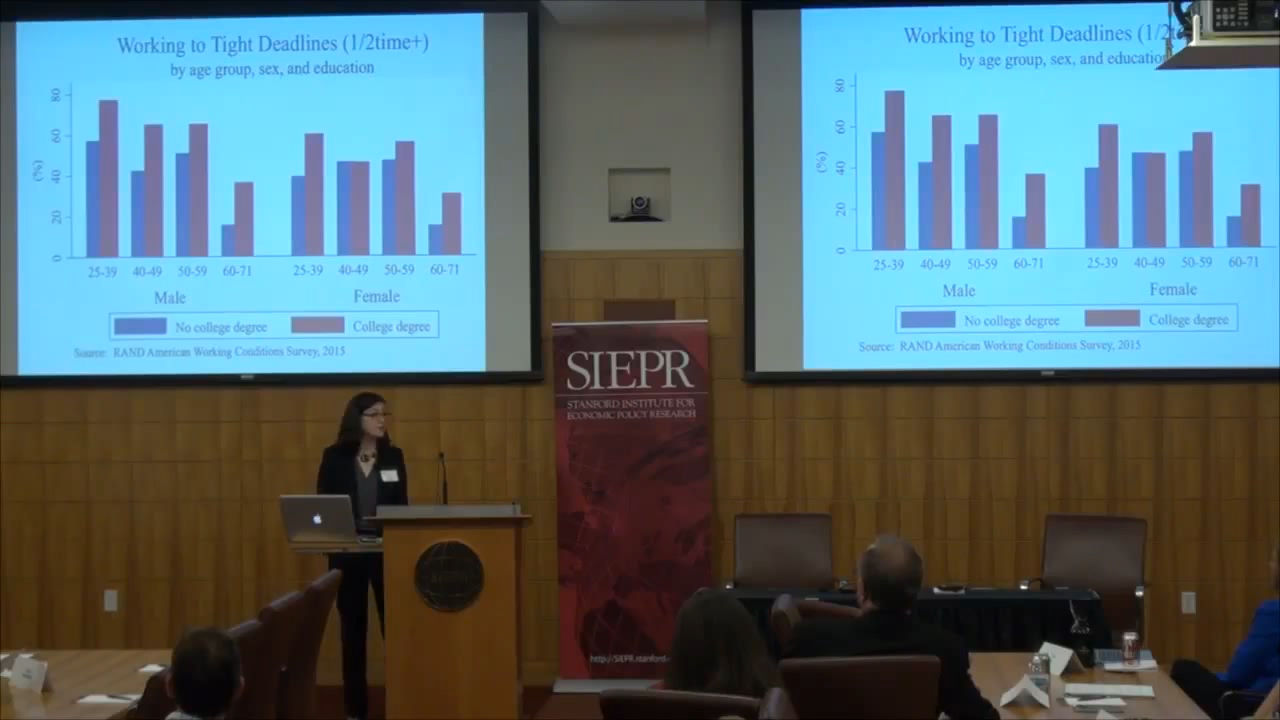 Working to Tight Deadlines (1/2time+)
by age group, sex, and education
(%)
80
60
40
20
0
25-39 40-49 50-59 60-71 25-39 40-49 50-59 60-71
Male Female
No college degree College degree
Source: RAND American Working Conditions Survey, 2015
Working to Tight Deadlines (1/2
by age group, sex, and education
(%)
80
60
40
20
0
25-39 40-49 50-59 60-71 25-39 40-49 50-59 60-71
Male Female
No college degree College degree
Source: RAND American Working Conditions Survey, 2015
SIEPR
STANFORD INSTITUTE FOR
ECONOMIC POLICY RESEARCH
http://SIEPR.stanford